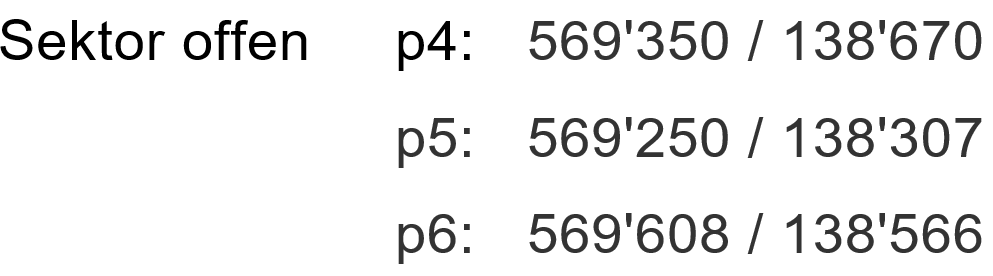 Sektor offen p4: 569'350 / 138'670
p5: 569'250 / 138'307
p6: 569'608 / 138'566